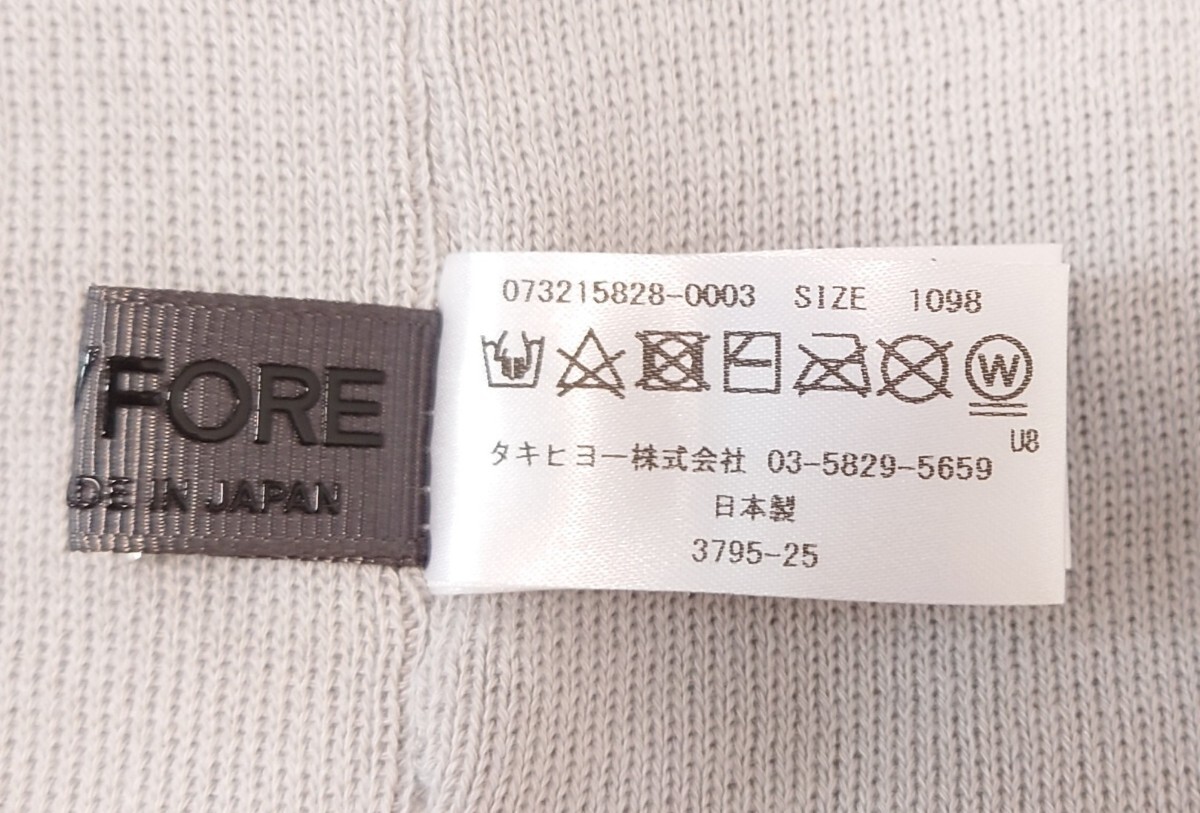 /FORE
DE IN JAPAN
073215828-0003 SIZE 1098
W
U8
タキヒヨー株式会社 03-5829-5659
日本製
3795-25